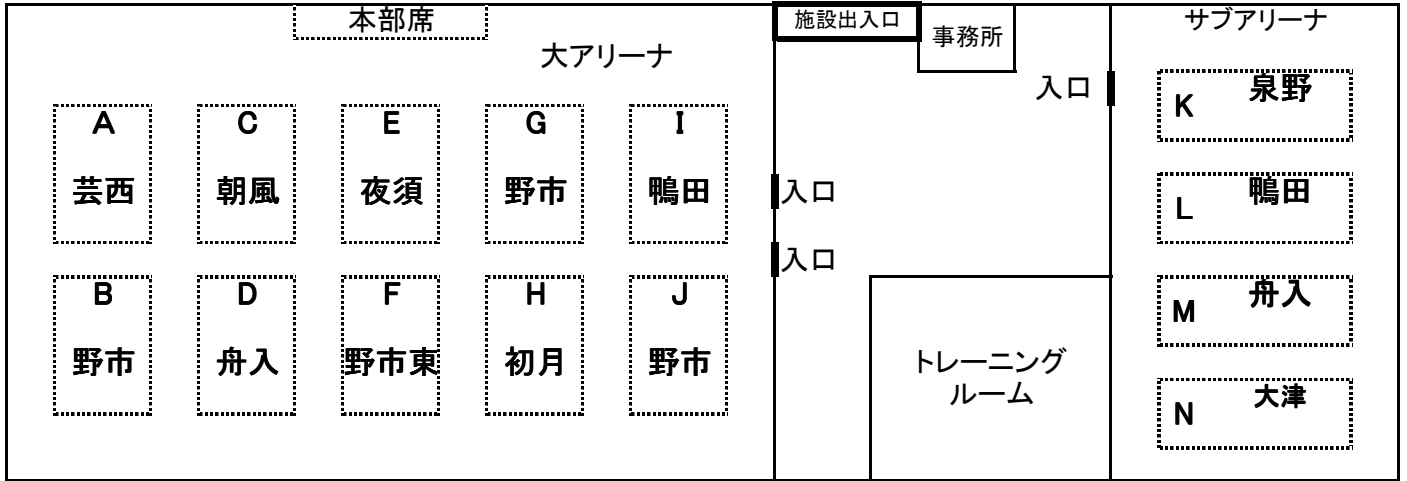 本部席
大アリーナ
施設出入口
事務所
サブアリーナ
入口
A
芸西
C
朝風
E
夜須
G
野市
I
鴨田
入口
入口
B
野市
D
舟入
F
野市東
H
初月
J
野市
トレーニング
ルーム
K 泉野
L 鴨田
M 舟入
N 大津